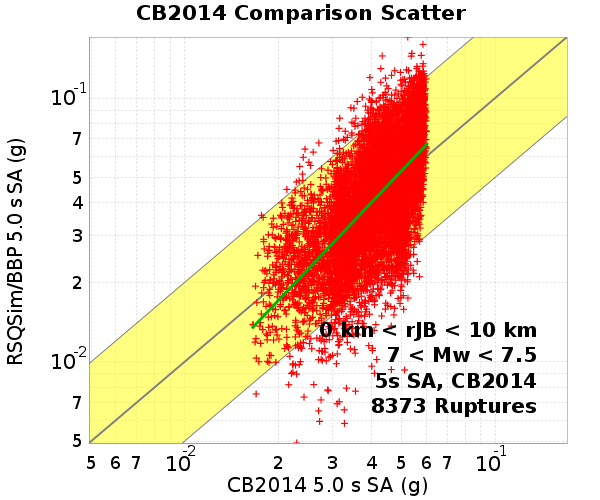 CB2014 Comparison Scatter
RSQSim/BBP 5.0 s SA (g)
10-1
7
5
4
3
2
10-2
7
5
0 km < rJB < 10 km
7 < Mw < 7.5
5s SA, CB2014
8373 Ruptures
5 6 7 10-2 2 3 4 5 6 7 10-1
CB2014 5.0 s SA (g)